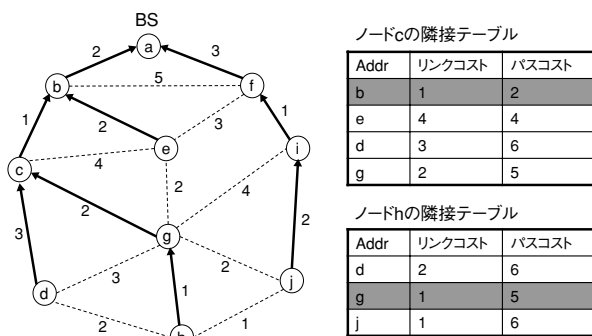 BS
a
2
3
5
b
f
1
2
3
1
e
i
c
4
2
4
2
2
g
3
3
2
d
1
j
2
1
ノードcの隣接テーブル
Addr リンクコスト パスコスト
b 1 2
e 4 4
d 3 6
g 2 5
ノードhの隣接テーブル
Addr リンクコスト パスコスト
d 2 6
g 1 5
j 1 6